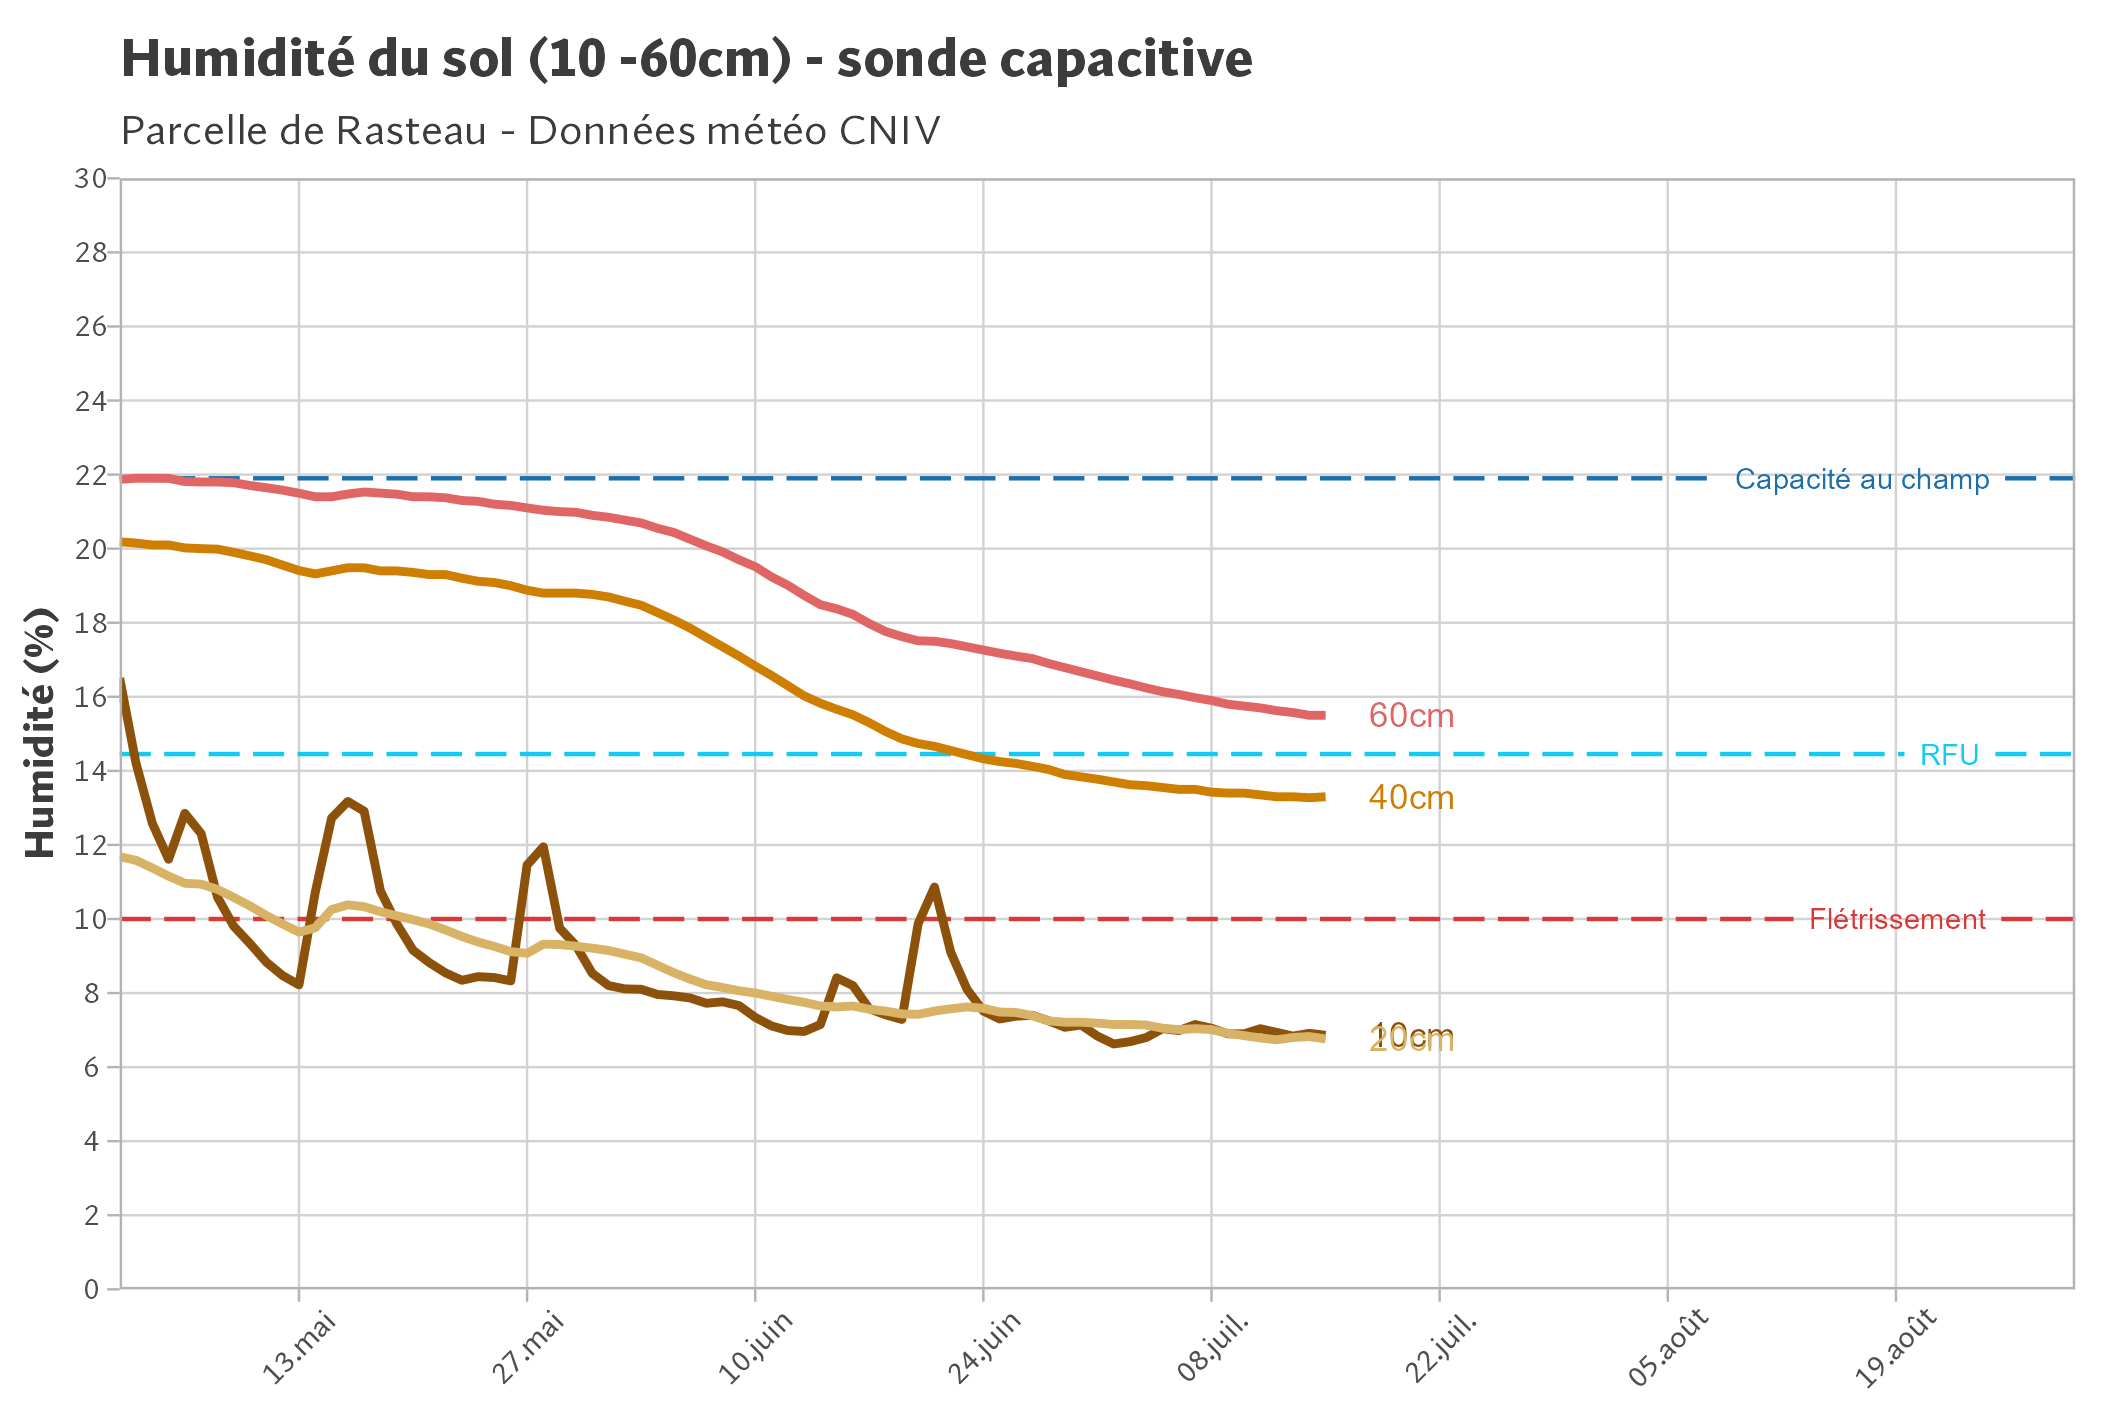 Humidité du sol (10 -60cm) - sonde capacitive
Parcelle de Rasteau - Données météo CNIV
Humidité (%)
30
28
26
24
22
20
18
16
14
12
10
8
6
4
2
0
Capacité au champ
60cm
RFU
40cm
Flétrissement
10cm
20cm
13.mai
27.mai
10.juin
24.juin
08.juil.
22.juil.
05.août
19.août